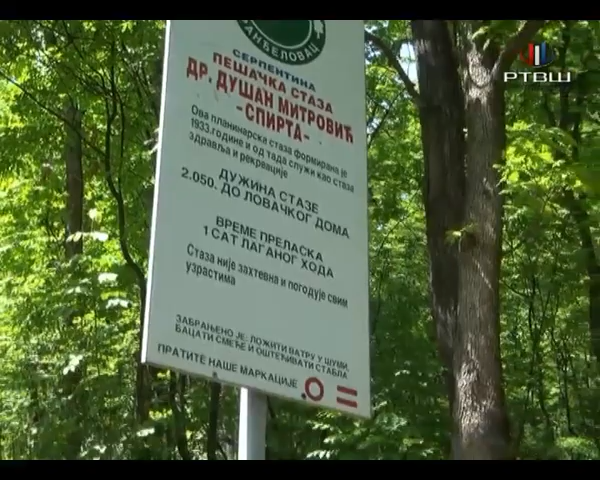 РТВШ
АНЂЕЛОВАЦ
СЕРПЕНТИНА
ПЕШАЧКА СТАЗА
ДР. ДУШАН МИТРОВИЋ
-СПИРТА-
Ова планинарска стаза формирана је
1933.године и од тада служи као стаза
здравља и рекреације
ДУЖИНА СТАЗЕ
2.050. ДО ЛОВАЧКОГ ДОМА
ВРЕМЕ ПРЕЛАСКА
1 САТ ЛАГАНОГ ХОДА
Стаза није захтевна и погодује свим
узрастима
ЗАБРАЊЕНО ЈЕ: ЛОЖИТИ ВАТРУ У ШУМИ,
БАЦАТИ СМЕЋЕ И ОШТЕЋИВАТИ СТАБЛА
ПРАТИТЕ НАШЕ МАРКАЦИЈЕ